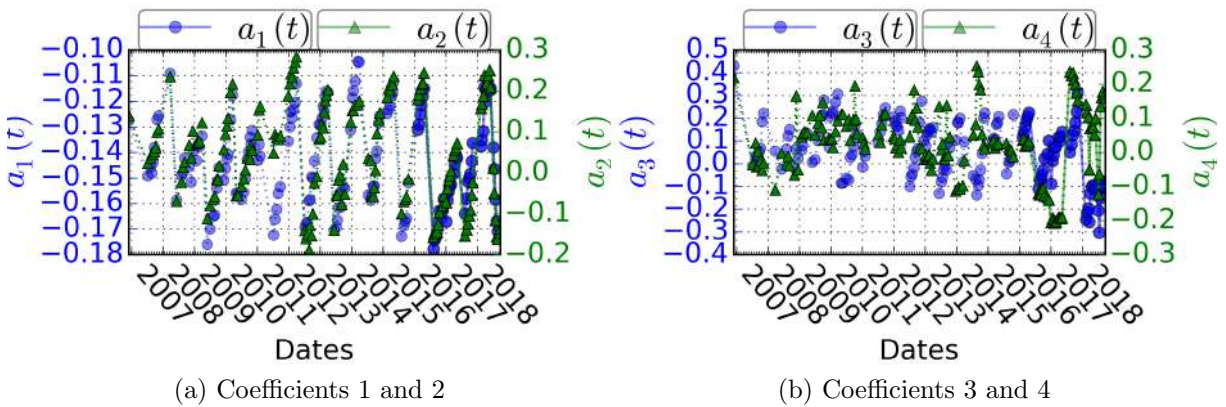 a₁(t) a₂(t)
−0.10
−0.11
−0.12
−0.13
−0.14
−0.15
−0.16
−0.17
−0.18
a₁(t)
0.3
0.2
0.1
0.0
−0.1
−0.2
a₂(t)
2007 2008 2009 2010 2011 2012 2013 2014 2015 2016 2017 2018
Dates
(a) Coefficients 1 and 2
a₃(t) a₄(t)
0.5
0.4
0.3
0.2
0.1
0.0
−0.1
−0.2
−0.3
−0.4
a₃(t)
0.3
0.2
0.1
0.0
−0.1
−0.2
−0.3
a₄(t)
2007 2008 2009 2010 2011 2012 2013 2014 2015 2016 2017 2018
Dates
(b) Coefficients 3 and 4